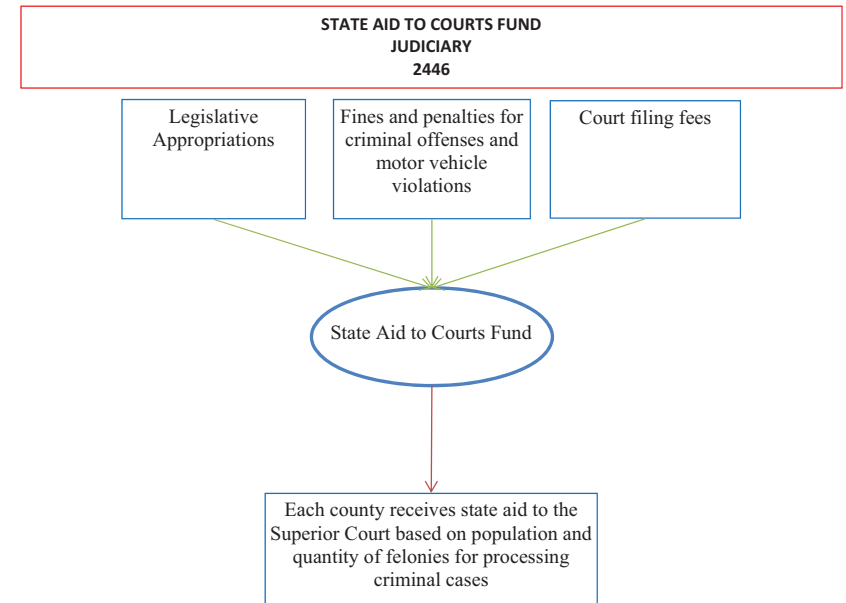 STATE AID TO COURTS FUND
JUDICIARY
2446
Legislative
Appropriations
Fines and penalties for
criminal offenses and
motor vehicle
violations
Court filing fees
State Aid to Courts Fund
Each county receives state aid to the
Superior Court based on population and
quantity of felonies for processing
criminal cases